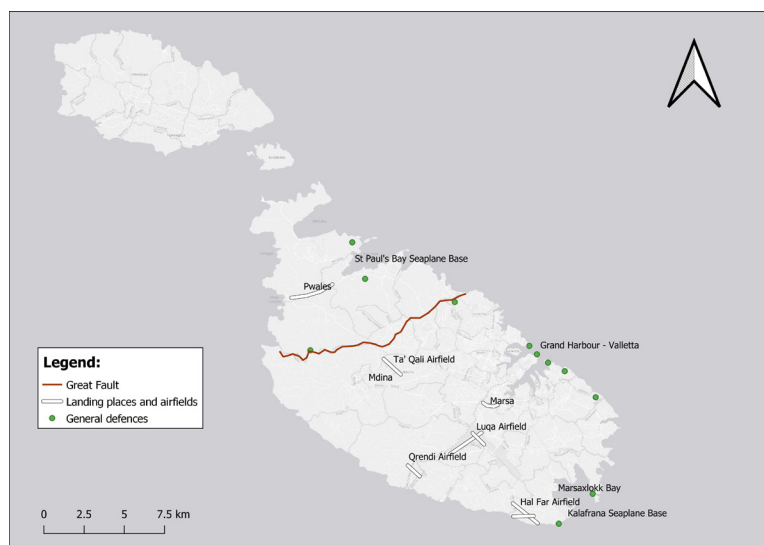 St Paul's Bay Seaplane Base
Pwales
Grand Harbour - Valletta
Ta' Qali Airfield
Mdina
Marsa
Luqa Airfield
Qrendi Airfield
Marsaxlokk Bay
Hal Far Airfield
Kalafrana Seaplane Base
Legend:
Great Fault
Landing places and airfields
General defences
0 2.5 5 7.5 km